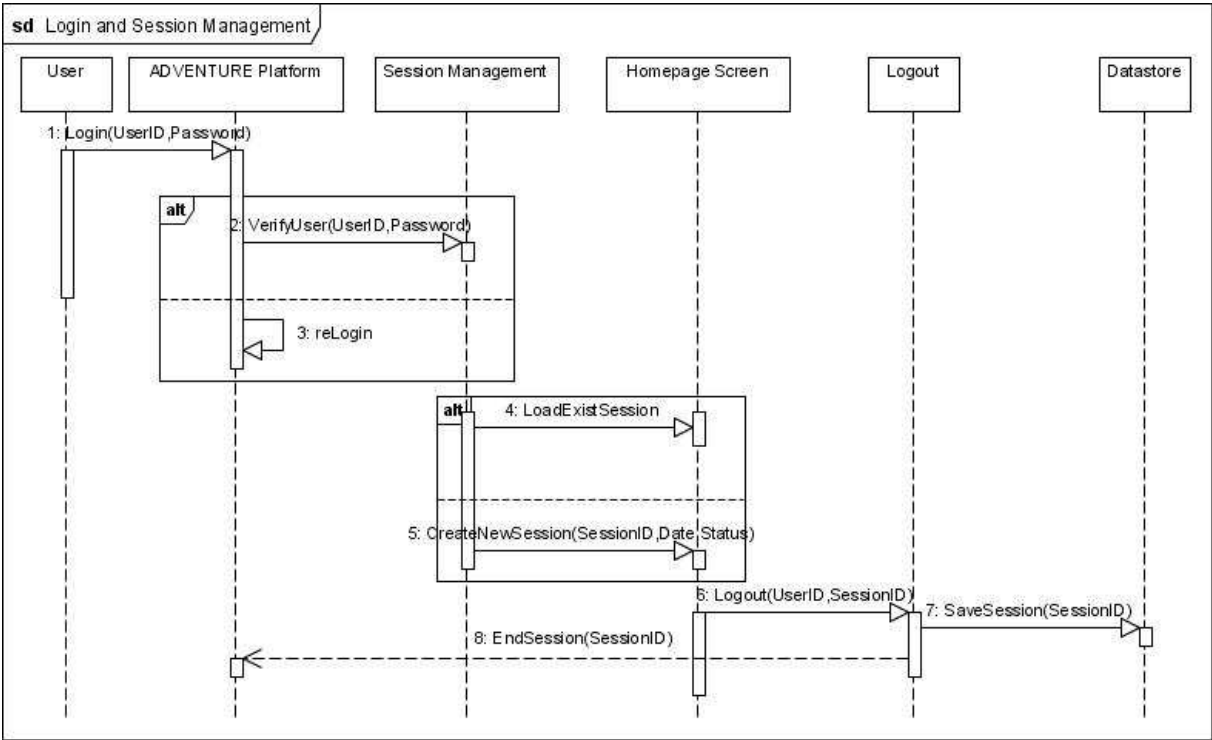 sd Login and Session Management
User
ADVENTURE Platform
Session Management
Homepage Screen
Logout
Datastore
1: Login(UserID,Password)
alt
2: VerifyUser(UserID,Password)
3: reLogin
alt
4: LoadExistSession
5: CreateNewSession(SessionID,Date,Status)
6: Logout(UserID,SessionID)
7: SaveSession(SessionID)
8: EndSession(SessionID)